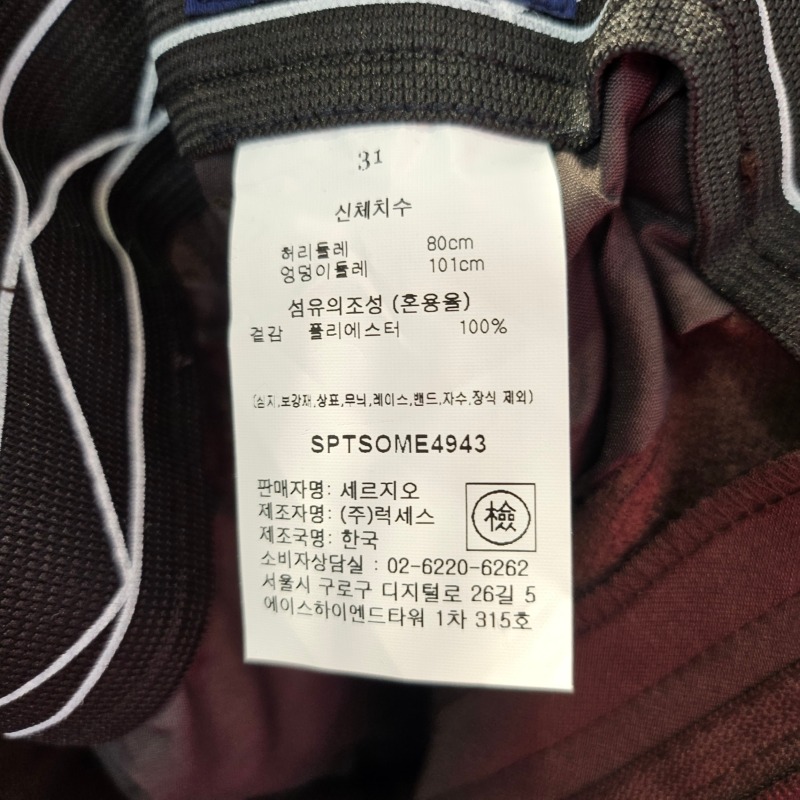 31
신체치수
허리둘레 80cm
엉덩이둘레 101cm
섬유의조성 (혼용율)
겉감 폴리에스터 100%
(심지,보강재,상표,무늬,레이스,밴드,자수,장식 제외)
SPTSOME4943
판매자명: 세르지오
제조자명: (주)럭세스
檢
제조국명: 한국
소비자상담실 : 02-6220-6262
서울시 구로구 디지털로 26길 5
에이스하이엔드타워 1차 315호